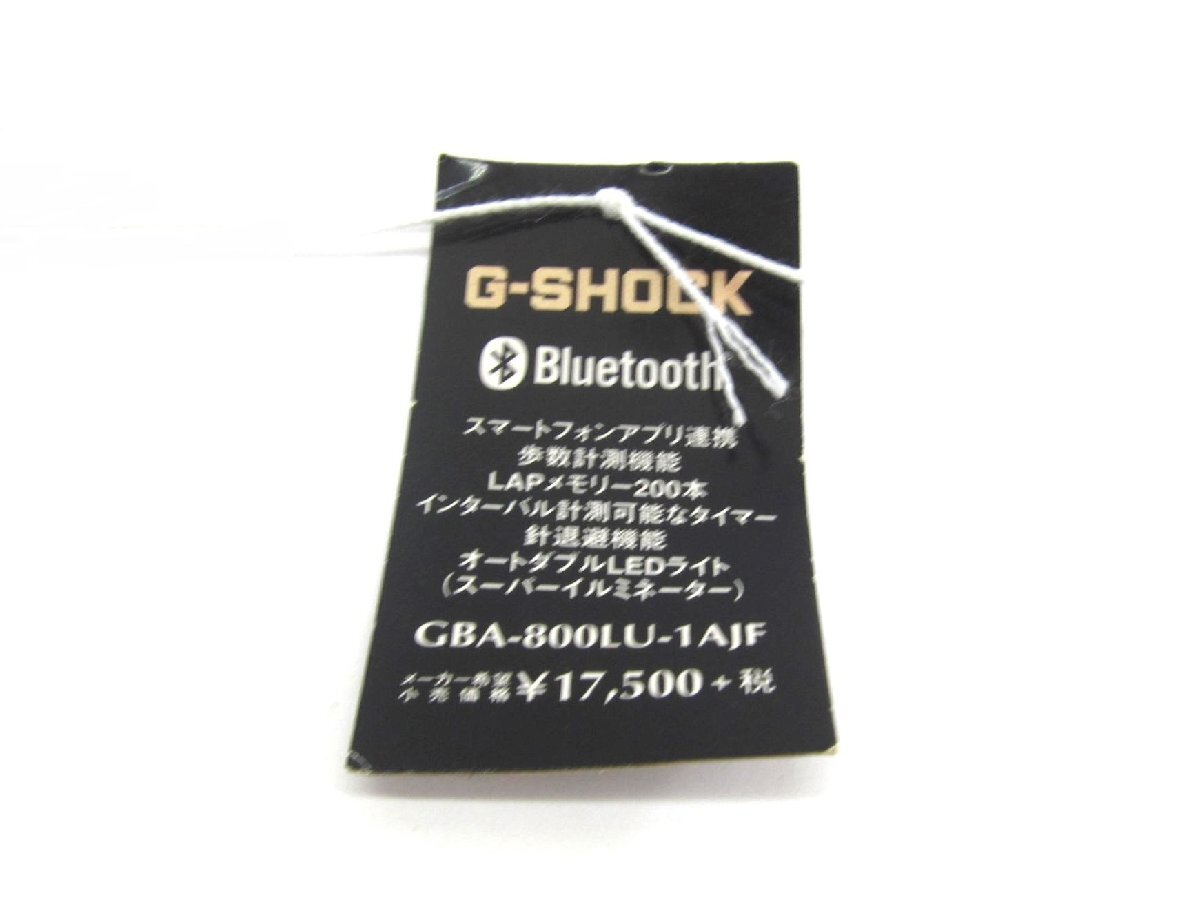 G-SHOCK
Bluetooth
スマートフォンアプリ連携
歩数計測機能
LAPメモリー200本
インターバル計測可能なタイマー
針退避機能
オートダブルLEDライト
(スーパーイルミネーター)
GBA-800LU-1AJF
メーカー希望小売価格 ¥17,500+税